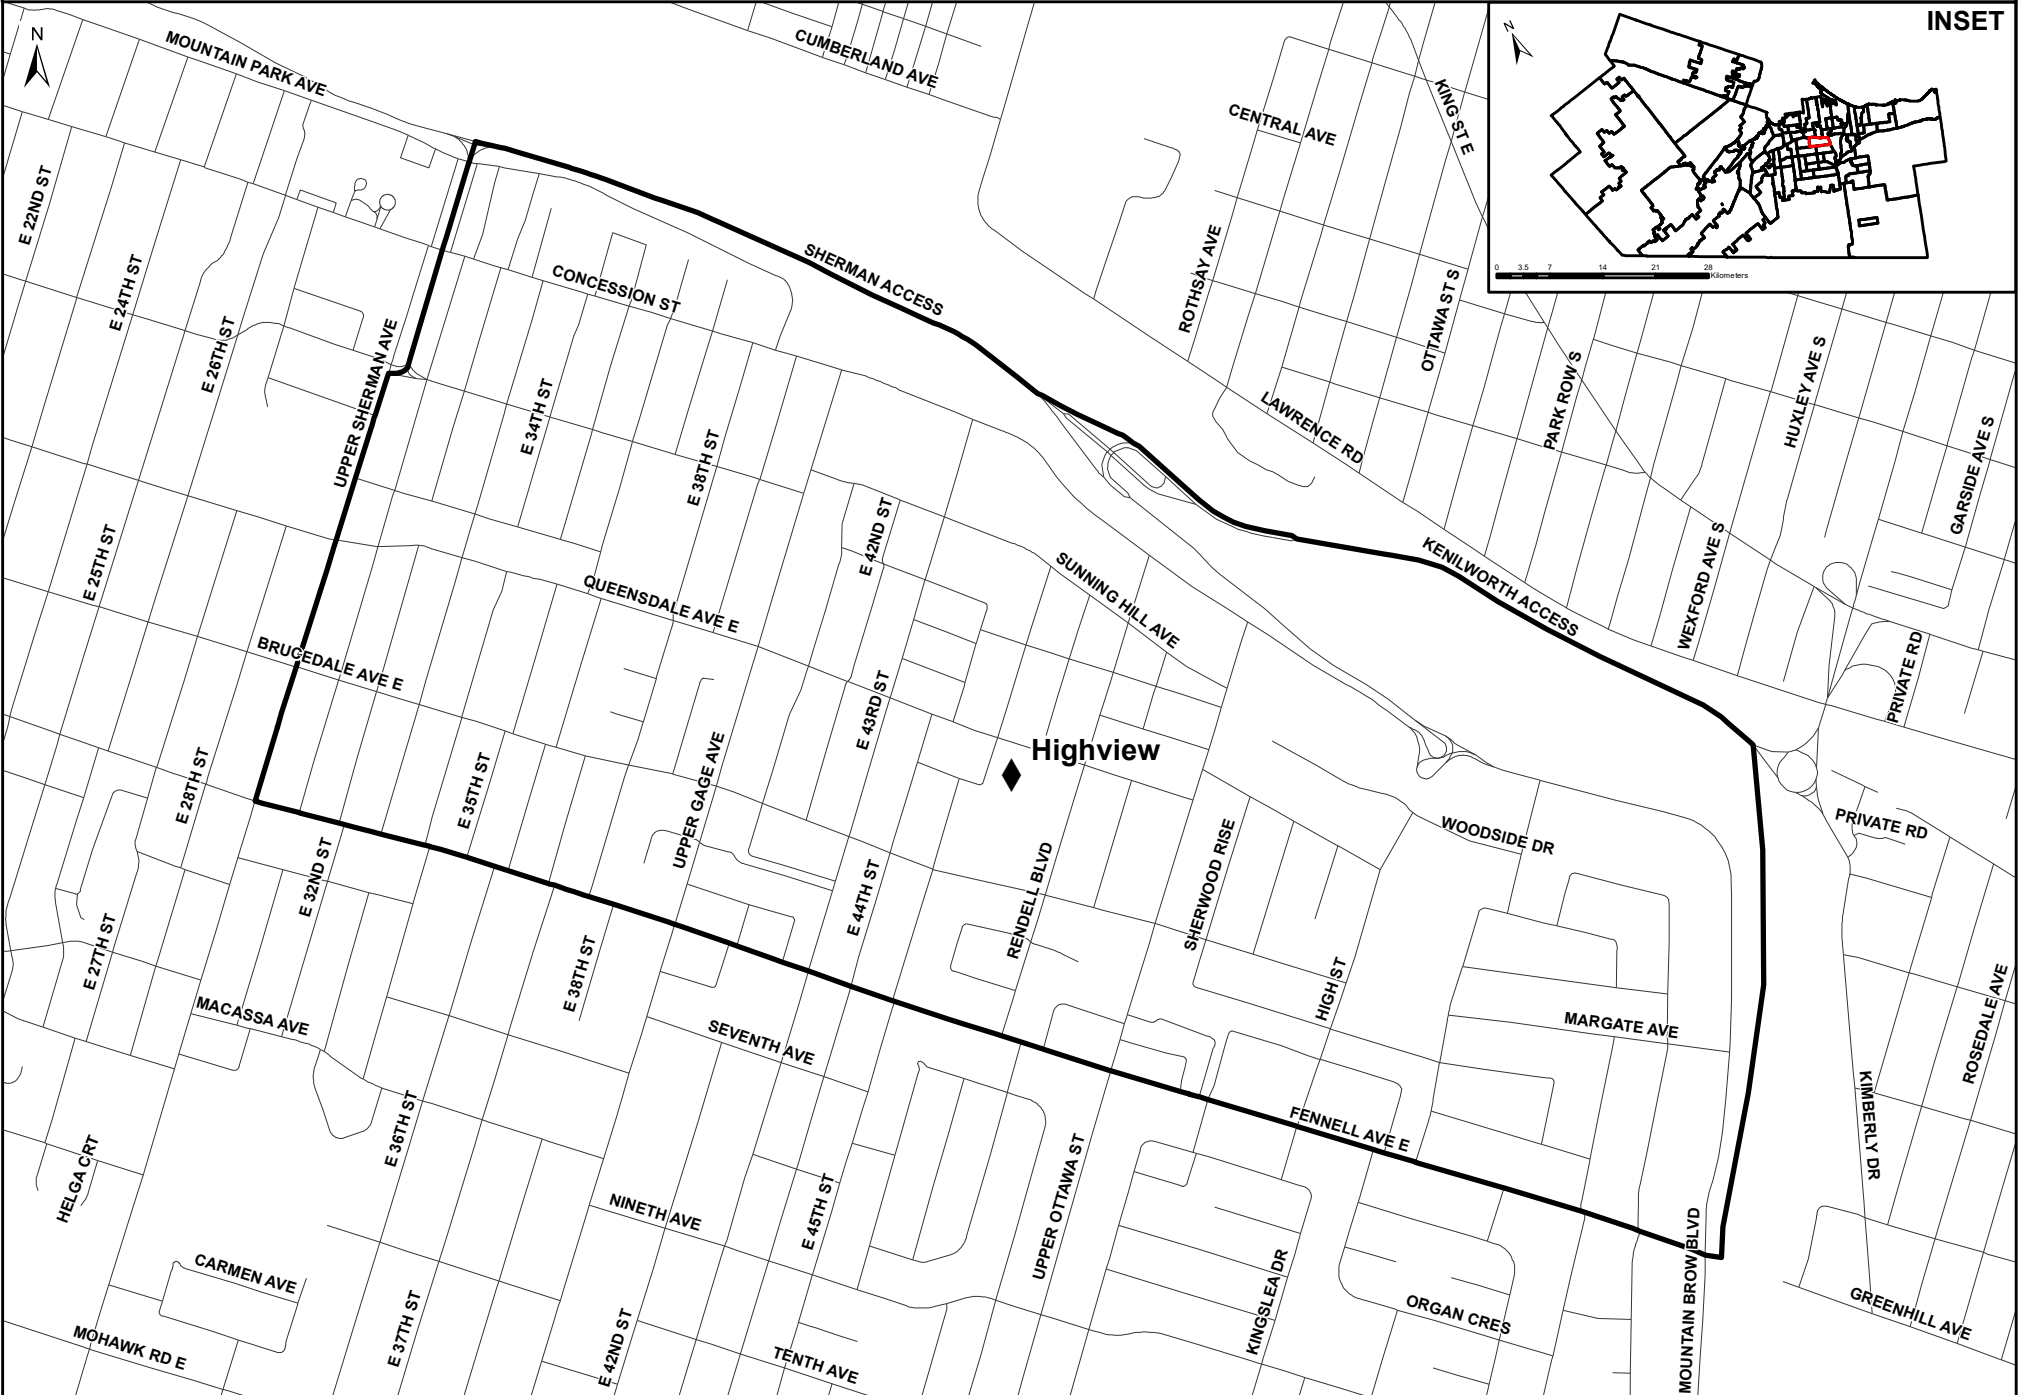 INSET
N
N
0 3.5 7 14 21 28
Kilometers
MOUNTAIN PARK AVE
CUMBERLAND AVE
KING ST E
CENTRAL AVE
E 22ND ST
E 24TH ST
E 26TH ST
UPPER SHERMAN AVE
CONCESSION ST
SHERMAN ACCESS
ROTHSAY AVE
OTTAWA ST S
PARK ROW S
HUXLEY AVE S
GARSIDE AVE S
LAWRENCE RD
E 34TH ST
E 38TH ST
E 42ND ST
E 25TH ST
QUEENSDALE AVE E
SUNNING HILL AVE
KENILWORTH ACCESS
WEXFORD AVE S
PRIVATE RD
BRUCEDALE AVE E
E 43RD ST
Highview
E 28TH ST
E 35TH ST
UPPER GAGE AVE
WOODSIDE DR
PRIVATE RD
E 32ND ST
E 44TH ST
RENDELL BLVD
SHERWOOD RISE
E 27TH ST
E 38TH ST
HIGH ST
ROSEDALE AVE
MACASSA AVE
SEVENTH AVE
MARGATE AVE
KIMBERLY DR
E 36TH ST
FENNELL AVE E
HELGA CRT
NINETH AVE
E 45TH ST
UPPER OTTAWA ST
CARMEN AVE
KINGSLEA DR
ORGAN CRES
MOUNTAIN BROW BLVD
GREENHILL AVE
MOHAWK RD E
E 37TH ST
E 42ND ST
TENTH AVE